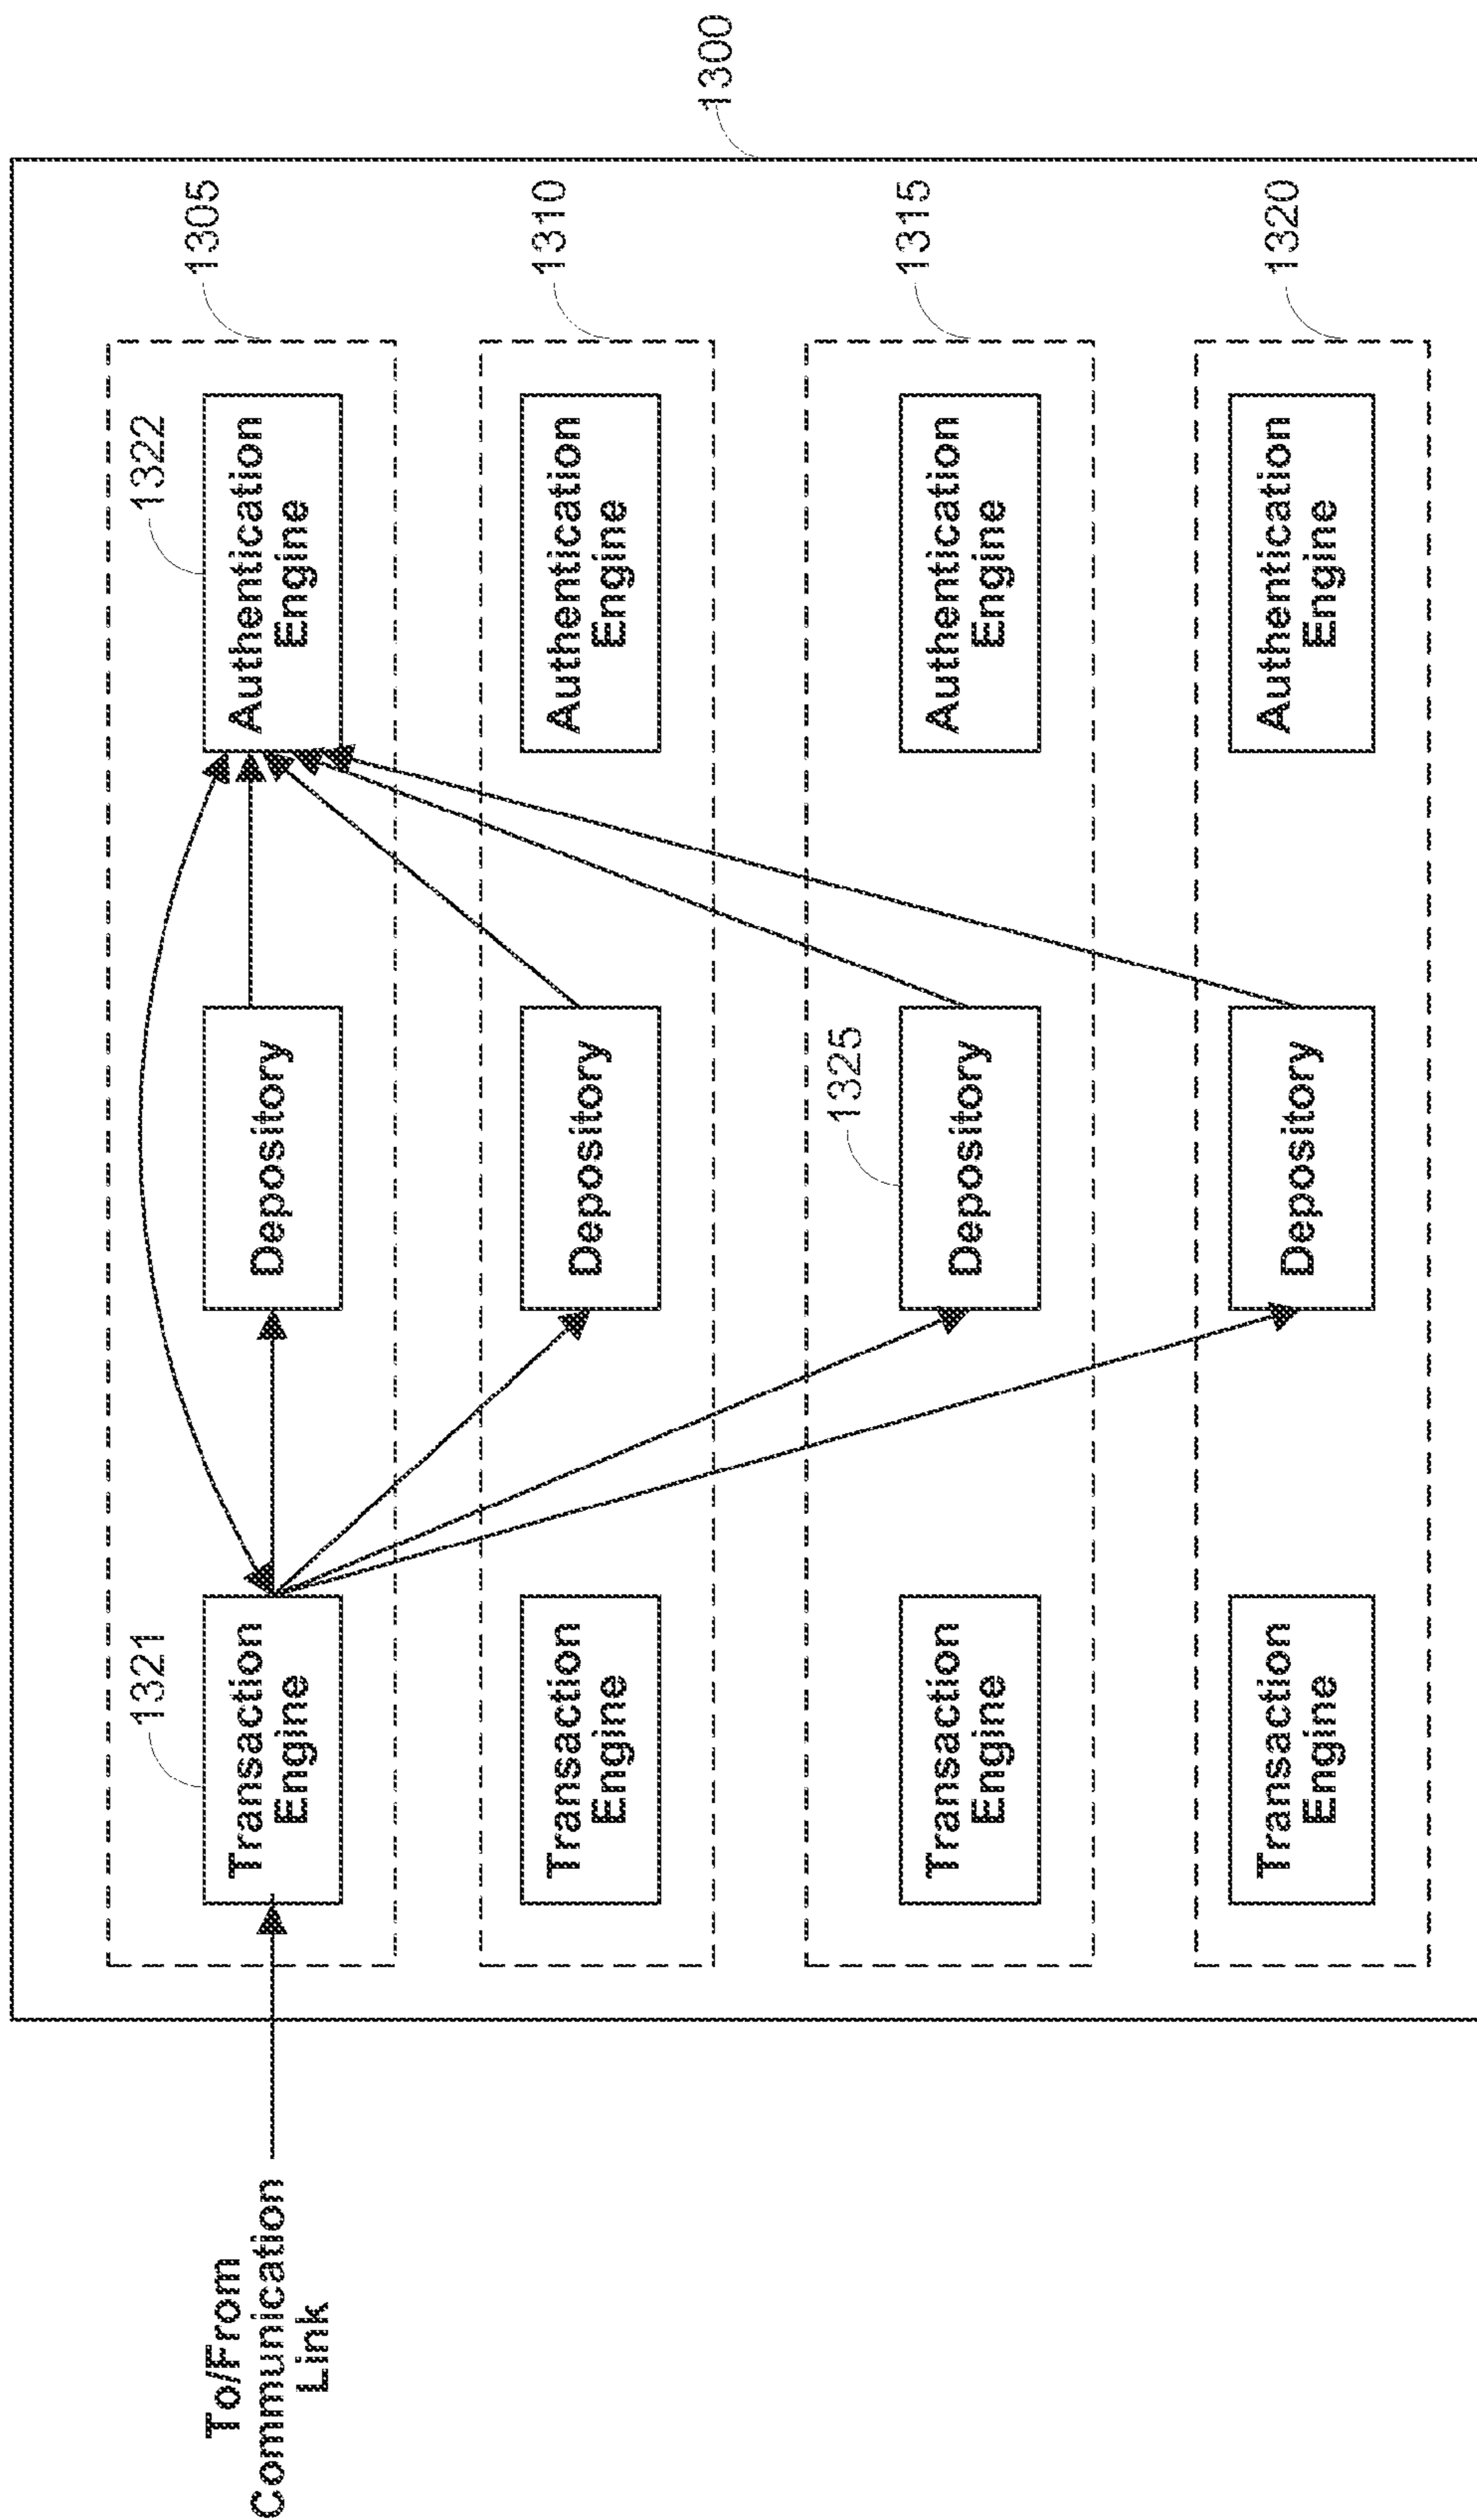 1300
1305
1321
1322
To/From
Communication
Link
Transaction
Engine
Depository
Authentication
Engine
1310
Transaction
Engine
Depository
Authentication
Engine
1315
1325
Transaction
Engine
Depository
Authentication
Engine
1320
Transaction
Engine
Depository
Authentication
Engine